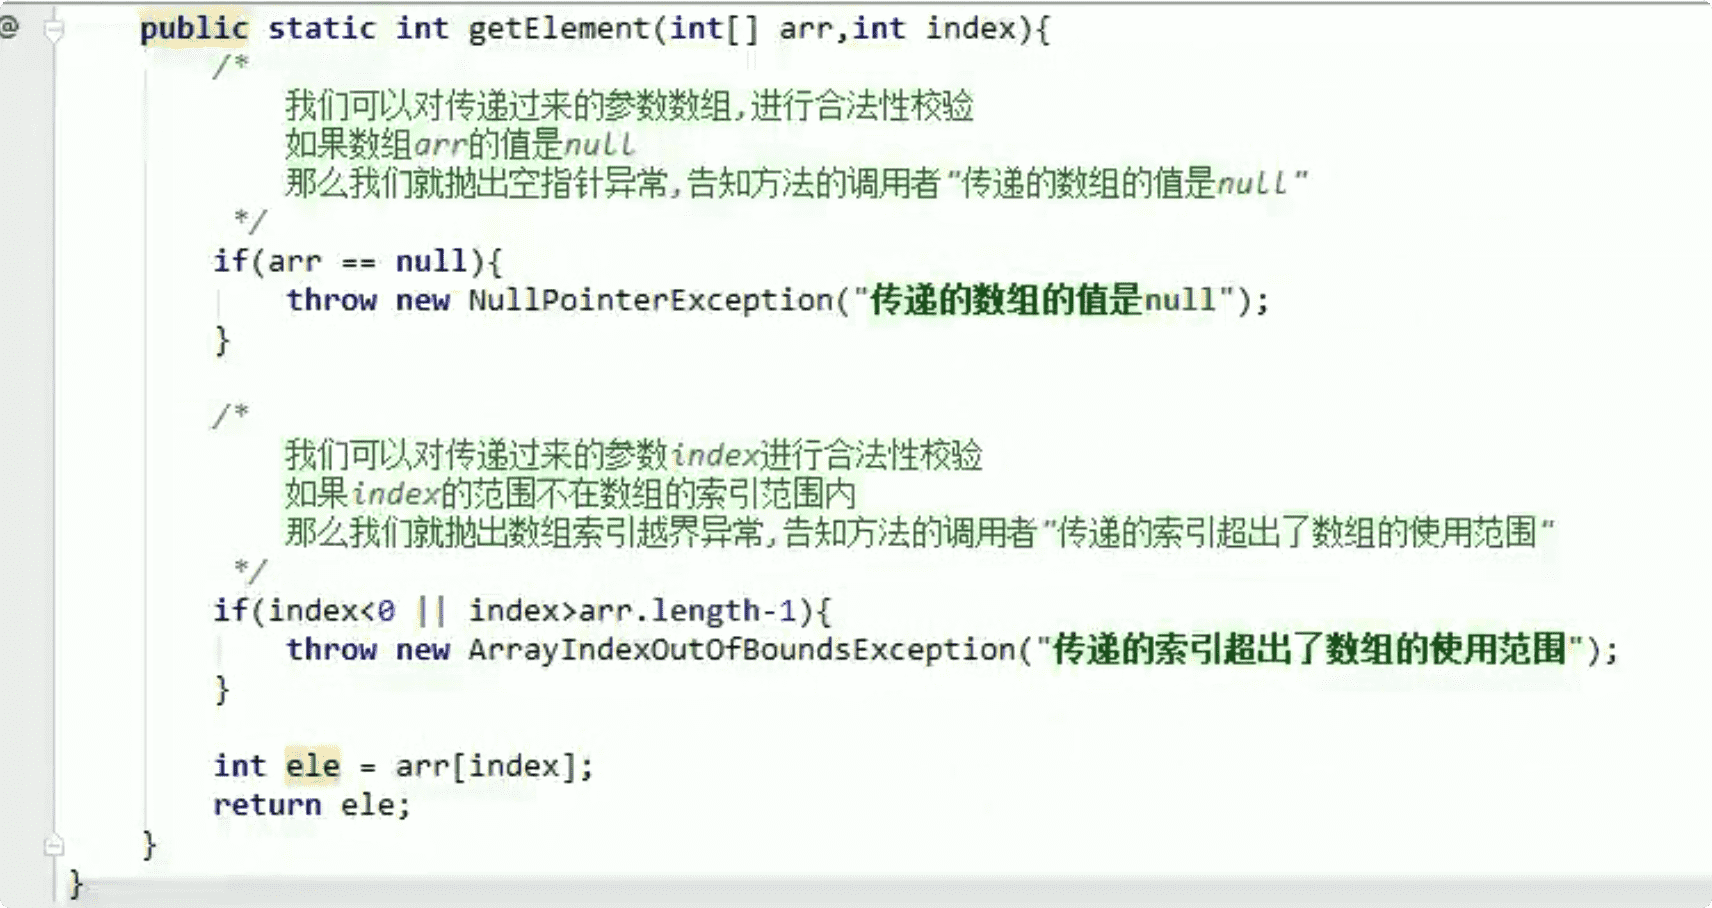 @ public static int getElement(int[] arr,int index){
/*
我们可以对传递过来的参数数组,进行合法性校验
如果数组arr的值是null
那么我们就抛出空指针异常,告知方法的调用者"传递的数组的值是null"
*/
if(arr == null){
throw new NullPointerException("传递的数组的值是null");
}
/*
我们可以对传递过来的参数index进行合法性校验
如果index的范围不在数组的索引范围内
那么我们就抛出数组索引越界异常,告知方法的调用者"传递的索引超出了数组的使用范围"
*/
if(index<0 || index>arr.length-1){
throw new ArrayIndexOutOfBoundsException("传递的索引超出了数组的使用范围");
}
int ele = arr[index];
return ele;
}
}